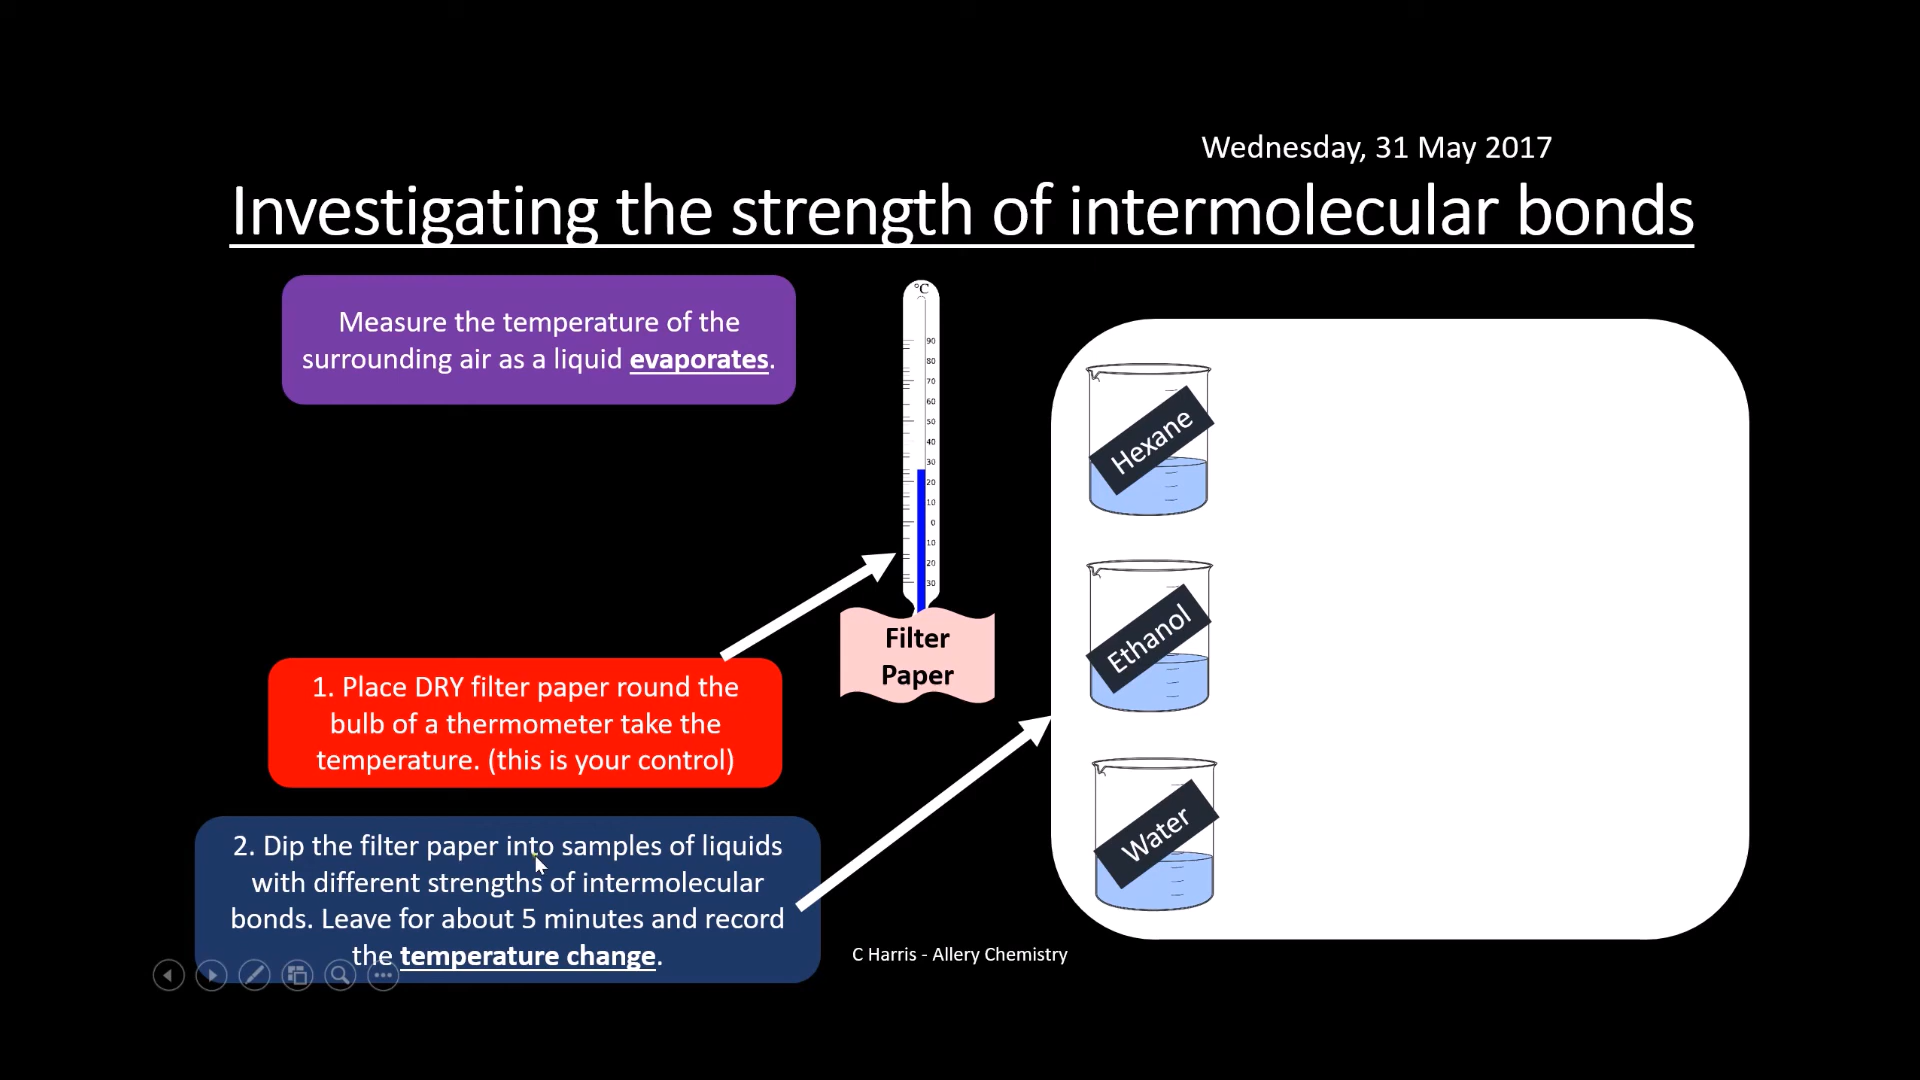 Wednesday, 31 May 2017
Investigating the strength of intermolecular bonds
Measure the temperature of the
surrounding air as a liquid evaporates.
°C
90
80
70
60
50
40
30
20
10
0
10
20
30
Filter
Paper
1. Place DRY filter paper round the
bulb of a thermometer take the
temperature. (this is your control)
2. Dip the filter paper into samples of liquids
with different strengths of intermolecular
bonds. Leave for about 5 minutes and record
the temperature change.
Hexane
Ethanol
Water
C Harris - Allery Chemistry